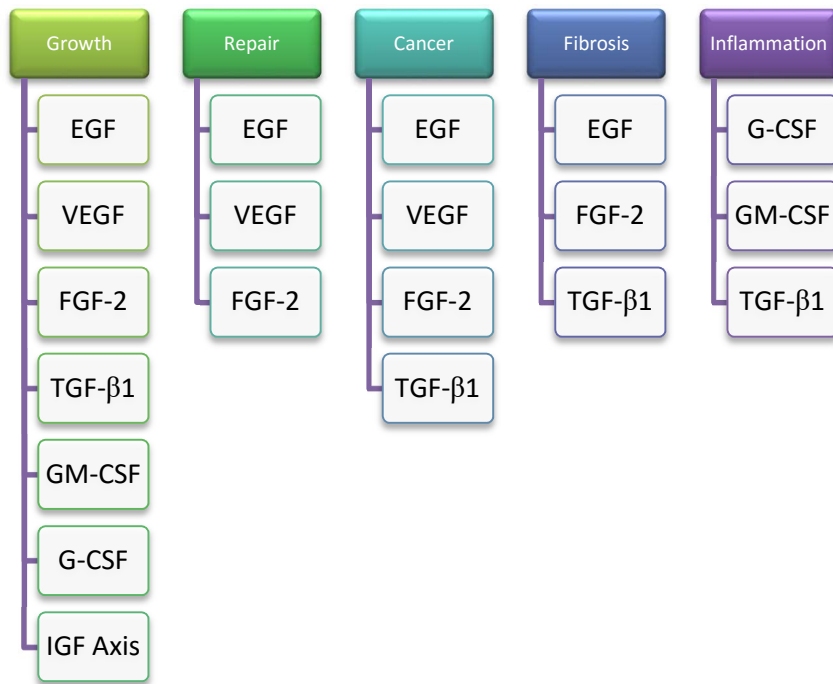 Growth
EGF
VEGF
FGF-2
TGF-β1
GM-CSF
G-CSF
IGF Axis
Repair
EGF
VEGF
FGF-2
Cancer
EGF
VEGF
FGF-2
TGF-β1
Fibrosis
EGF
FGF-2
TGF-β1
Inflammation
G-CSF
GM-CSF
TGF-β1